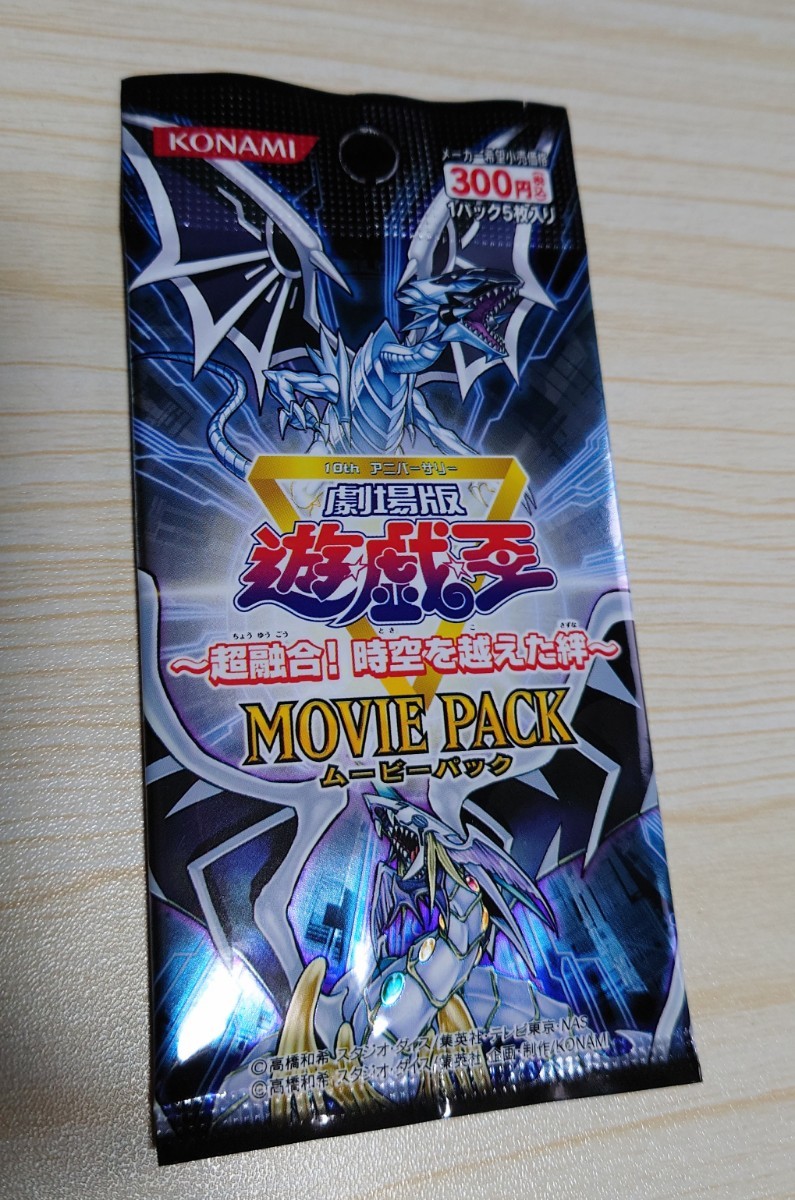 KONAMI
メーカー希望小売価格
300円(税込)
1パック5枚入り
10th アニバーサリー
劇場版
遊☆戯☆王
ちょう ゆう ごう とき こ きずな
～超融合!時空を越えた絆～
MOVIE PACK
ムービーパック
©高橋和希 スタジオ・ダイス/集英社・テレビ東京・NAS
©高橋和希 スタジオ・ダイス/集英社 企画・制作/KONAMI